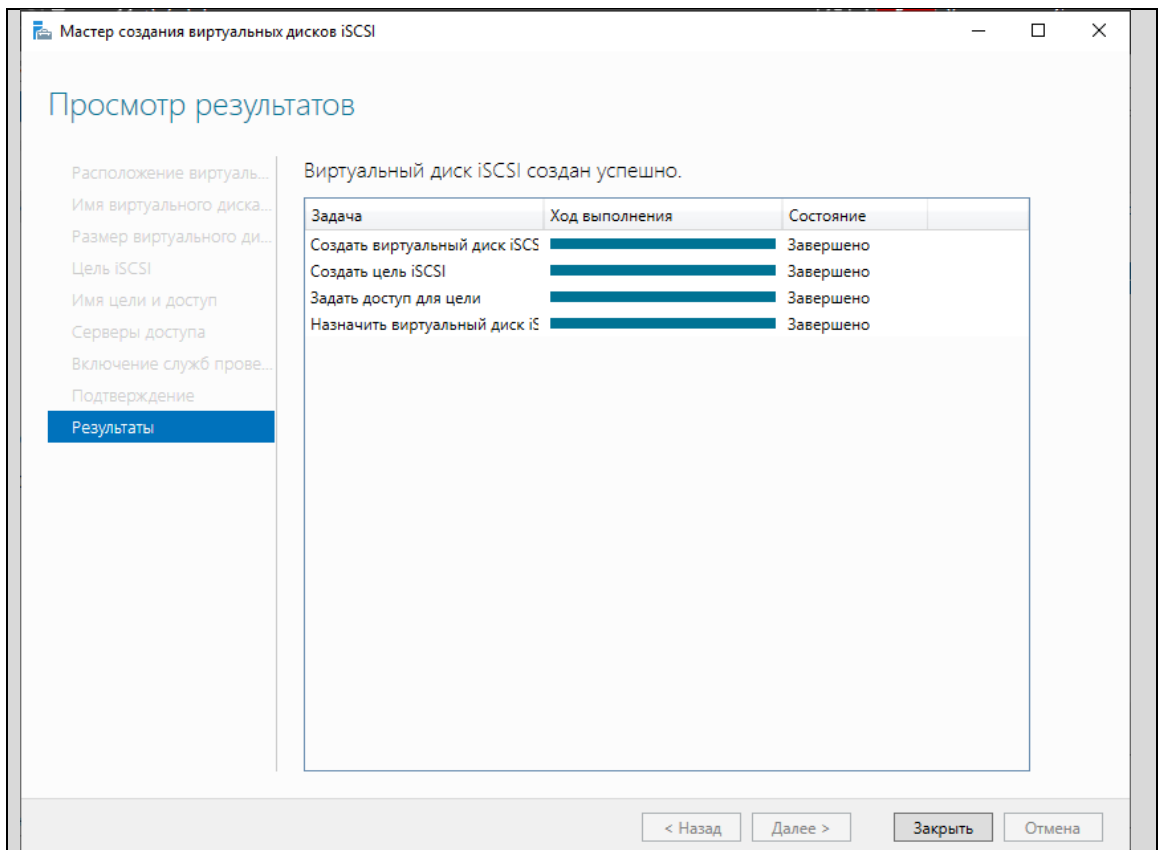 Мастер создания виртуальных дисков iSCSI
Просмотр результатов
Расположение виртуаль...
Имя виртуального диска...
Размер виртуального ди...
Цель iSCSI
Имя цели и доступ
Серверы доступа
Включение служб прове...
Подтверждение
Результаты
Виртуальный диск iSCSI создан успешно.
Задача Ход выполнения Состояние
Создать виртуальный диск iSCS Завершено
Создать цель iSCSI Завершено
Задать доступ для цели Завершено
Назначить виртуальный диск iS Завершено
< Назад Далее > Закрыть Отмена